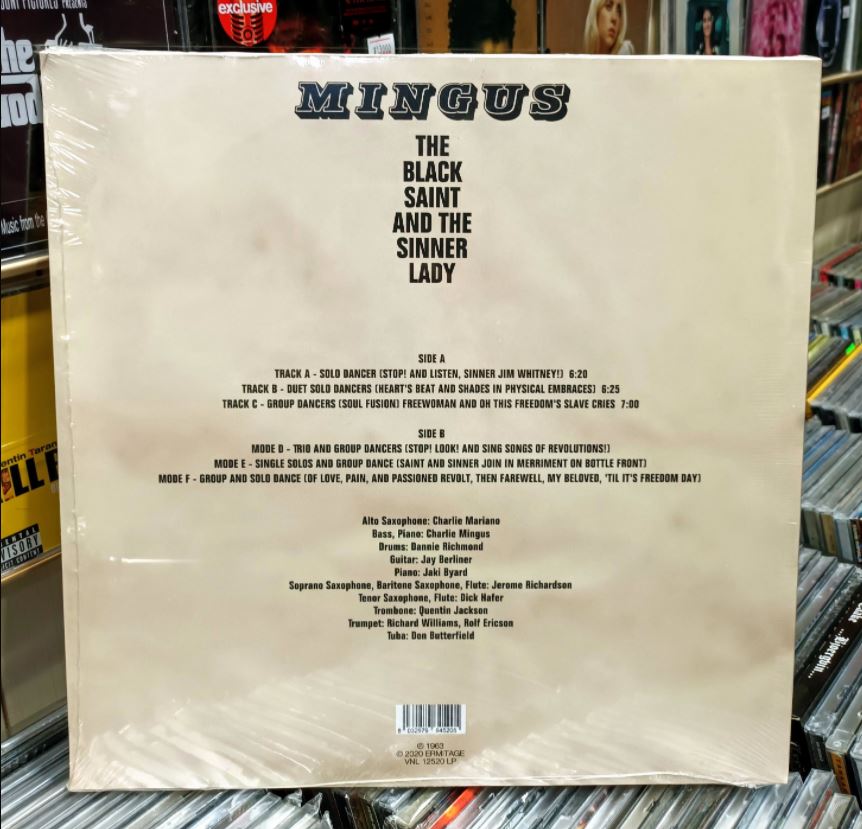 exclusive
MINGUS
THE
BLACK
SAINT
AND THE
SINNER
LADY
SIDE A
TRACK A - SOLO DANCER (STOP! AND LISTEN, SINNER JIM WHITNEY!) 6:20
TRACK B - DUET SOLO DANCERS (HEART'S BEAT AND SHADES IN PHYSICAL EMBRACES) 6:25
TRACK C - GROUP DANCERS (SOUL FUSION) FREEWOMAN AND OH THIS FREEDOM'S SLAVE CRIES 7:00
SIDE B
MODE D - TRIO AND GROUP DANCERS (STOP! LOOK! AND SING SONGS OF REVOLUTIONS!)
MODE E - SINGLE SOLOS AND GROUP DANCE (SAINT AND SINNER JOIN IN MERRIMENT ON BOTTLE FRONT)
MODE F - GROUP AND SOLO DANCE (OF LOVE, PAIN, AND PASSIONED REVOLT, THEN FAREWELL, MY BELOVED, 'TIL IT'S FREEDOM DAY)
Alto Saxophone: Charlie Mariano
Bass, Piano: Charlie Mingus
Drums: Dannie Richmond
Guitar: Jay Berliner
Piano: Jaki Byard
Soprano Saxophone, Baritone Saxophone, Flute: Jerome Richardson
Tenor Saxophone, Flute: Dick Hafer
Trombone: Quentin Jackson
Trumpet: Richard Williams, Rolf Ericson
Tuba: Don Butterfield
8 032979 645205
℗ 1963
© 2020 ERMITAGE
VNL 12520 LP
Music from the